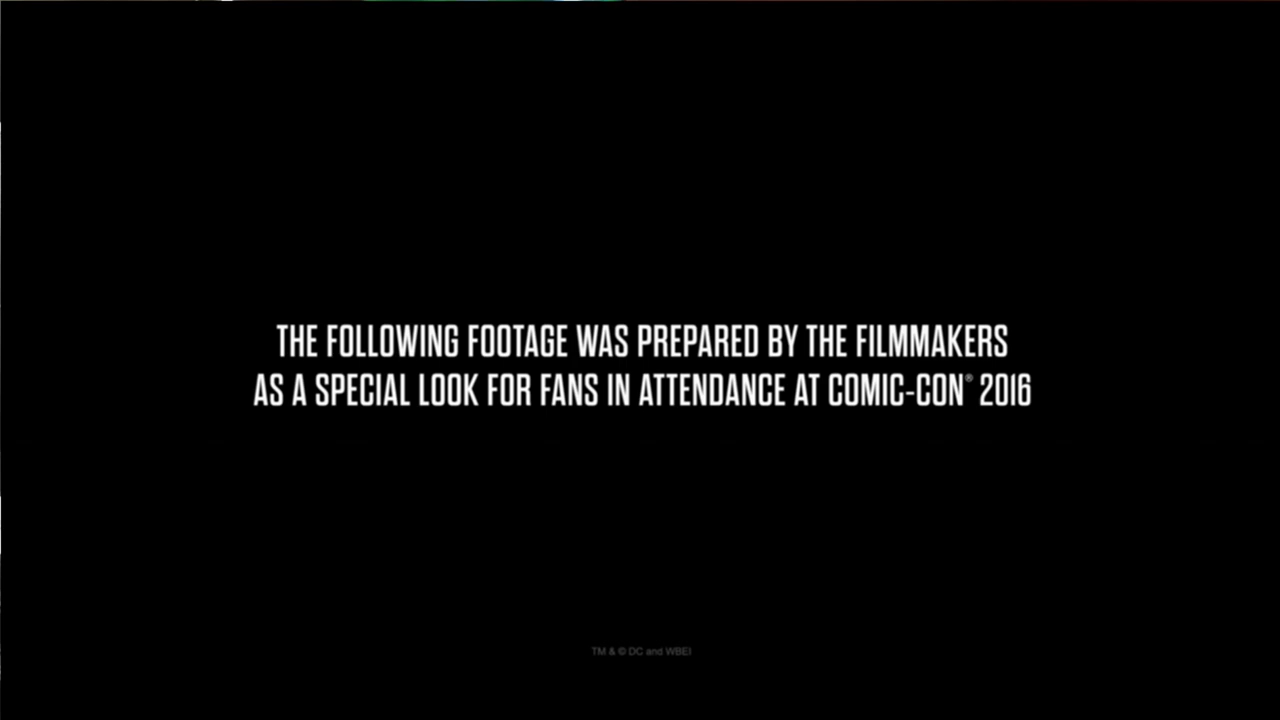 THE FOLLOWING FOOTAGE WAS PREPARED BY THE FILMMAKERS
AS A SPECIAL LOOK FOR FANS IN ATTENDANCE AT COMIC-CON® 2016
TM & © DC and WBEI